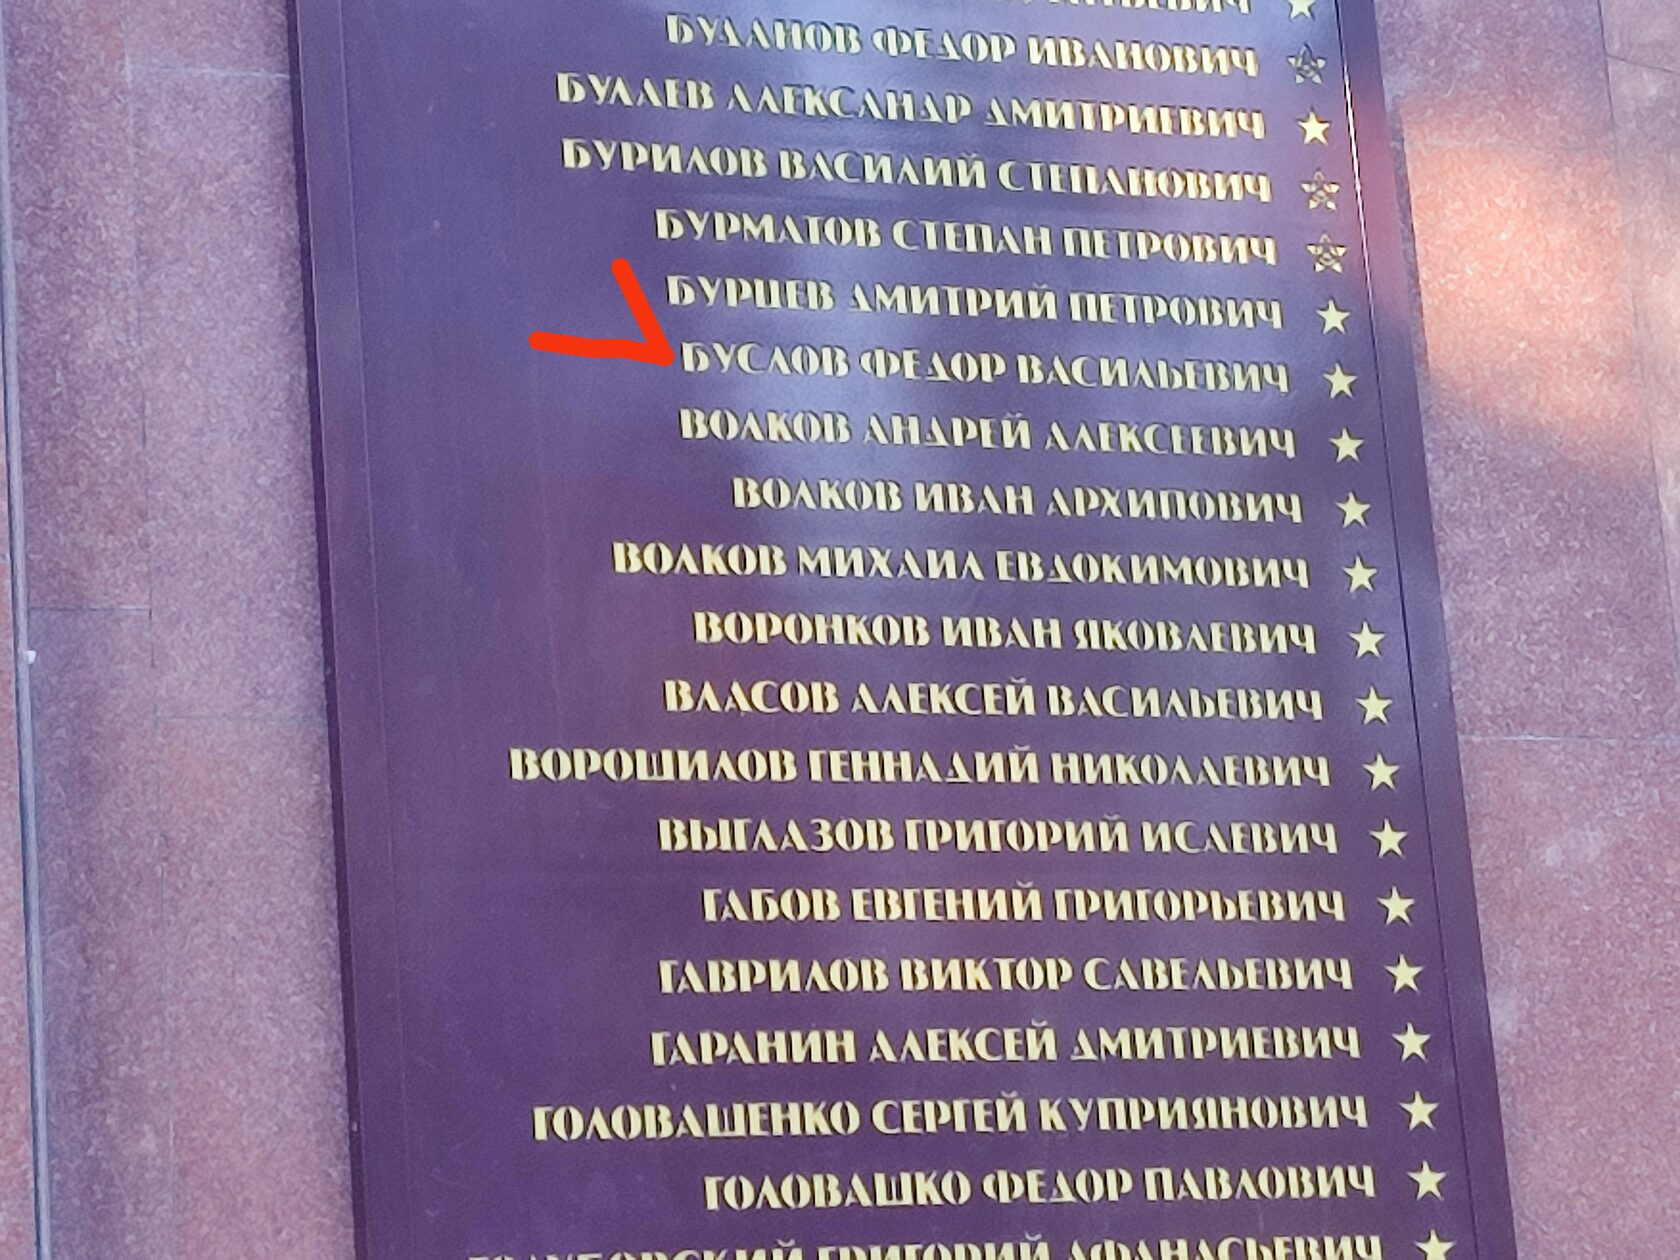 БУДАНОВ ФЕДОР ИВАНОВИЧ
БУЛАЕВ АЛЕКСАНДР ДМИТРИЕВИЧ
БУРИЛОВ ВАСИЛИЙ СТЕПАНОВИЧ
БУРМАТОВ СТЕПАН ПЕТРОВИЧ
БУРЦЕВ ДМИТРИЙ ПЕТРОВИЧ
БУСЛОВ ФЕДОР ВАСИЛЬЕВИЧ
ВОЛКОВ АНДРЕЙ АЛЕКСЕЕВИЧ
ВОЛКОВ ИВАН АРХИПОВИЧ
ВОЛКОВ МИХАИЛ ЕВДОКИМОВИЧ
ВОРОНКОВ ИВАН ЯКОВЛЕВИЧ
ВЛАСОВ АЛЕКСЕЙ ВАСИЛЬЕВИЧ
ВОРОШИЛОВ ГЕННАДИЙ НИКОЛАЕВИЧ
ВЫГЛАЗОВ ГРИГОРИЙ ИСАЕВИЧ
ГАБОВ ЕВГЕНИЙ ГРИГОРЬЕВИЧ
ГАВРИЛОВ ВИКТОР САВЕЛЬЕВИЧ
ГАРАНИН АЛЕКСЕЙ ДМИТРИЕВИЧ
ГОЛОВАШЕНКО СЕРГЕЙ КУПРИЯНОВИЧ
ГОЛОВАШКО ФЕДОР ПАВЛОВИЧ
ГРИГОРИЙ АФАНАСЬЕВИЧ